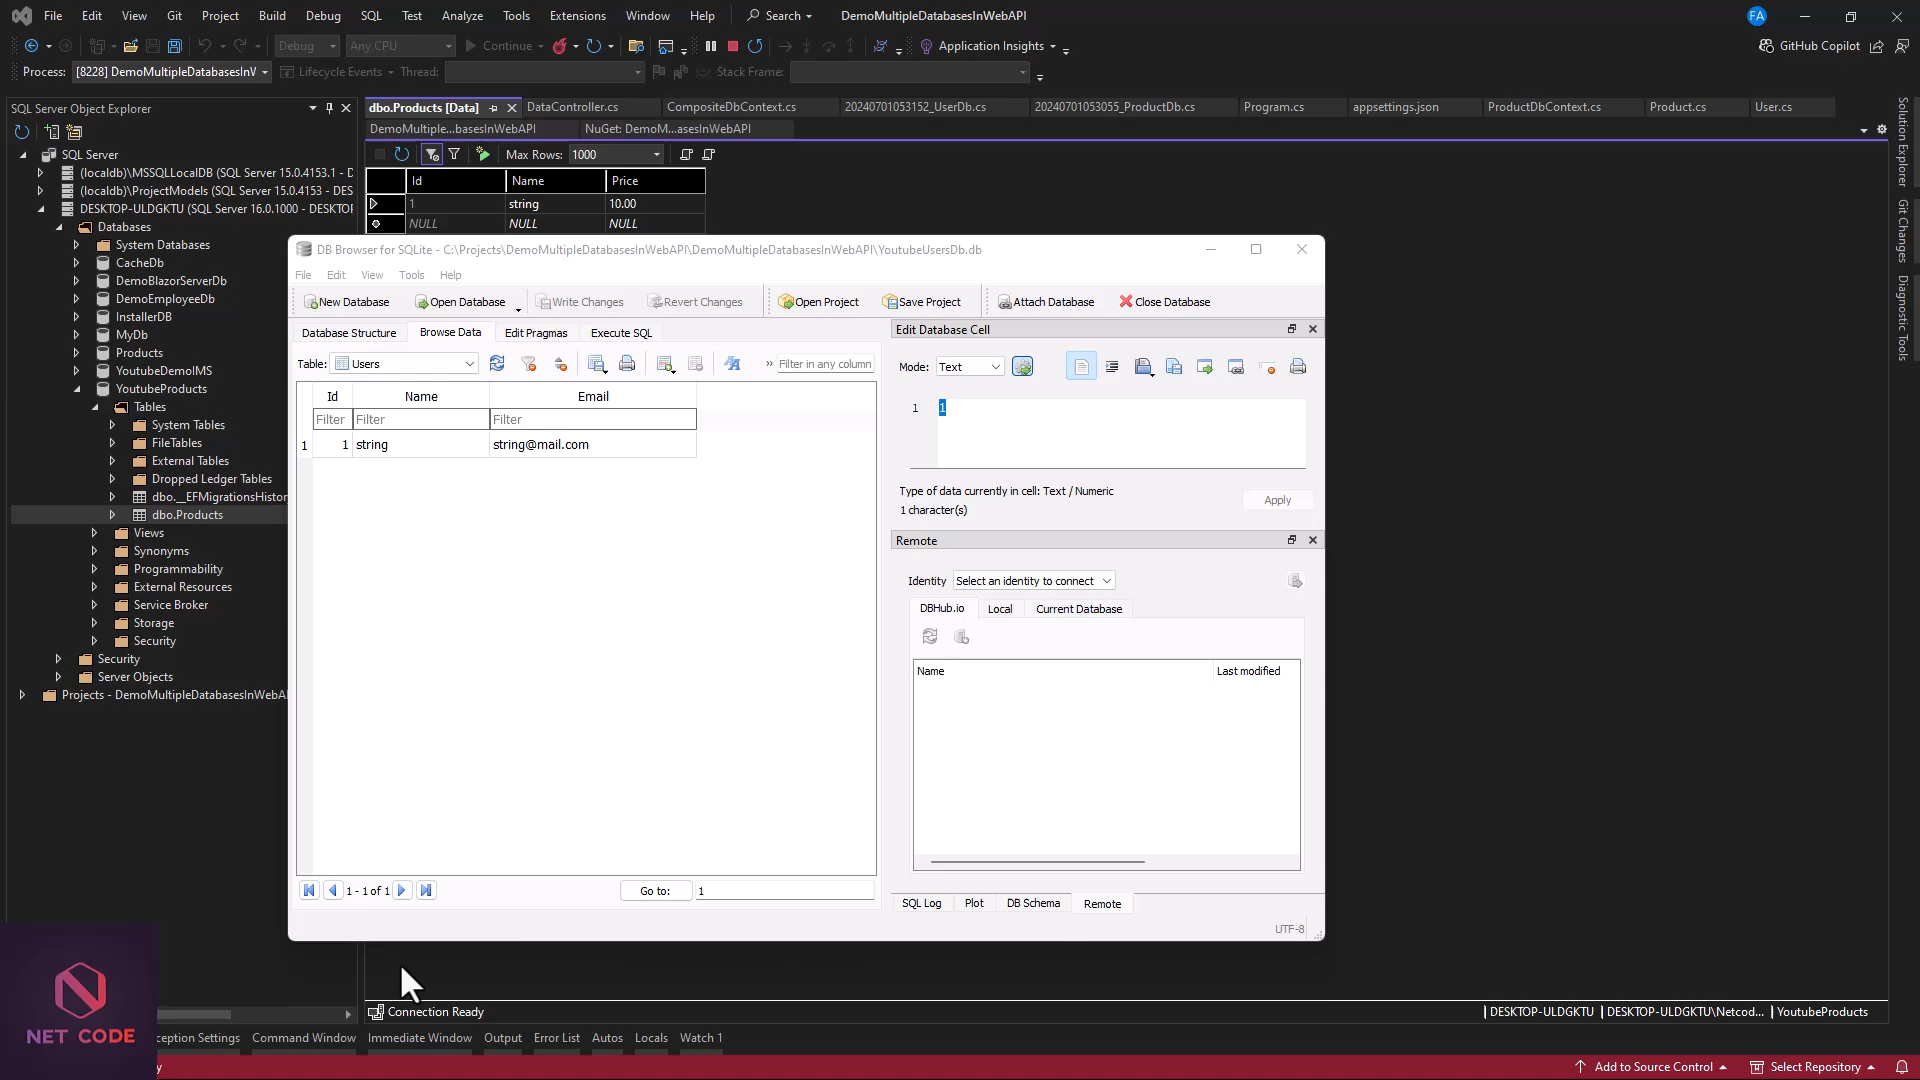 File Edit View Git Project Build Debug SQL Test Analyze Tools Extensions Window Help Search DemoMultipleDatabasesInWebAPI FA
Debug Any CPU Continue Application Insights GitHub Copilot
Process: [8228] DemoMultipleDatabasesInV Lifecycle Events Thread: Stack Frame:
SQL Server Object Explorer
dbo.Products [Data] DataController.cs CompositeDbContext.cs 20240701053152_UserDb.cs 20240701053055_ProductDb.cs Program.cs appsettings.json ProductDbContext.cs Product.cs User.cs
DemoMultiple...basesInWebAPI NuGet: DemoM...asesInWebAPI
Max Rows: 1000
Id Name Price
1 string 10.00
NULL NULL NULL
SQL Server
(localdb)\MSSQLLocalDB (SQL Server 15.0.4153.1 - D
(localdb)\ProjectModels (SQL Server 15.0.4153 - DES
DESKTOP-ULDGKTU (SQL Server 16.0.1000 - DESKTOP
Databases
System Databases
CacheDb
DemoBlazorServerDb
DemoEmployeeDb
InstallerDB
MyDb
Products
YoutubeDemoIMS
YoutubeProducts
Tables
System Tables
FileTables
External Tables
Dropped Ledger Tables
dbo.__EFMigrationsHistor
dbo.Products
Views
Synonyms
Programmability
External Resources
Service Broker
Storage
Security
Security
Server Objects
Projects - DemoMultipleDatabasesInWebAPI
DB Browser for SQLite - C:\Projects\DemoMultipleDatabasesInWebAPI\DemoMultipleDatabasesInWebAPI\YoutubeUsersDb.db
File Edit View Tools Help
New Database Open Database Write Changes Revert Changes Open Project Save Project Attach Database Close Database
Database Structure Browse Data Edit Pragmas Execute SQL
Table: Users Filter in any column
Id Name Email
Filter Filter Filter
1 1 string string@mail.com
1 - 1 of 1 Go to: 1
Edit Database Cell
Mode: Text
1 1
Type of data currently in cell: Text / Numeric
1 character(s)
Apply
Remote
Identity Select an identity to connect
DBHub.io Local Current Database
Name Last modified
SQL Log Plot DB Schema Remote
UTF-8
Solution Explorer
Git Changes
Diagnostic Tools
Connection Ready DESKTOP-ULDGKTU DESKTOP-ULDGKTU\Netcod... YoutubeProducts
ception Settings Command Window Immediate Window Output Error List Autos Locals Watch 1
NET CODE
y Add to Source Control Select Repository